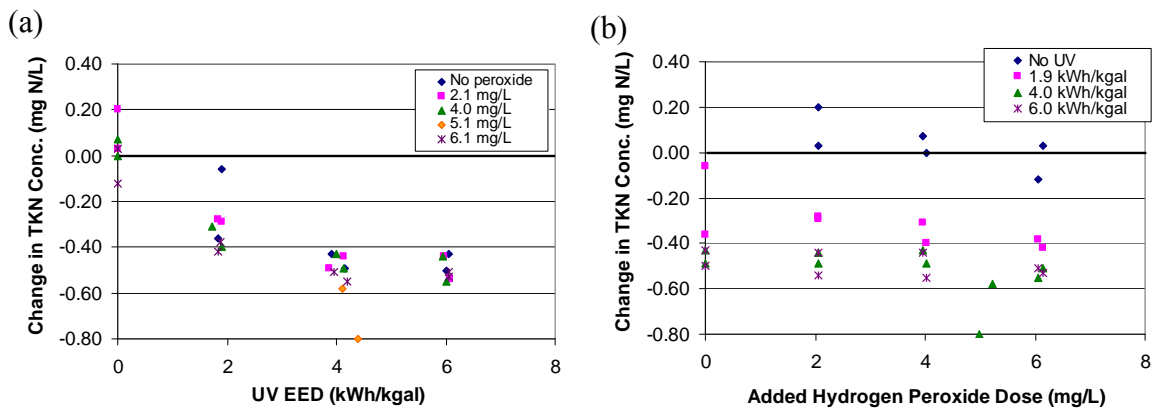 (a)
Change in TKN Conc. (mg N/L)
0.40
0.20
0.00
-0.20
-0.40
-0.60
-0.80
No peroxide
2.1 mg/L
4.0 mg/L
5.1 mg/L
6.1 mg/L
0 2 4 6 8
UV EED (kWh/kgal)
(b)
Change in TKN Conc. (mg N/L)
0.40
0.20
0.00
-0.20
-0.40
-0.60
-0.80
No UV
1.9 kWh/kgal
4.0 kWh/kgal
6.0 kWh/kgal
0 2 4 6 8
Added Hydrogen Peroxide Dose (mg/L)